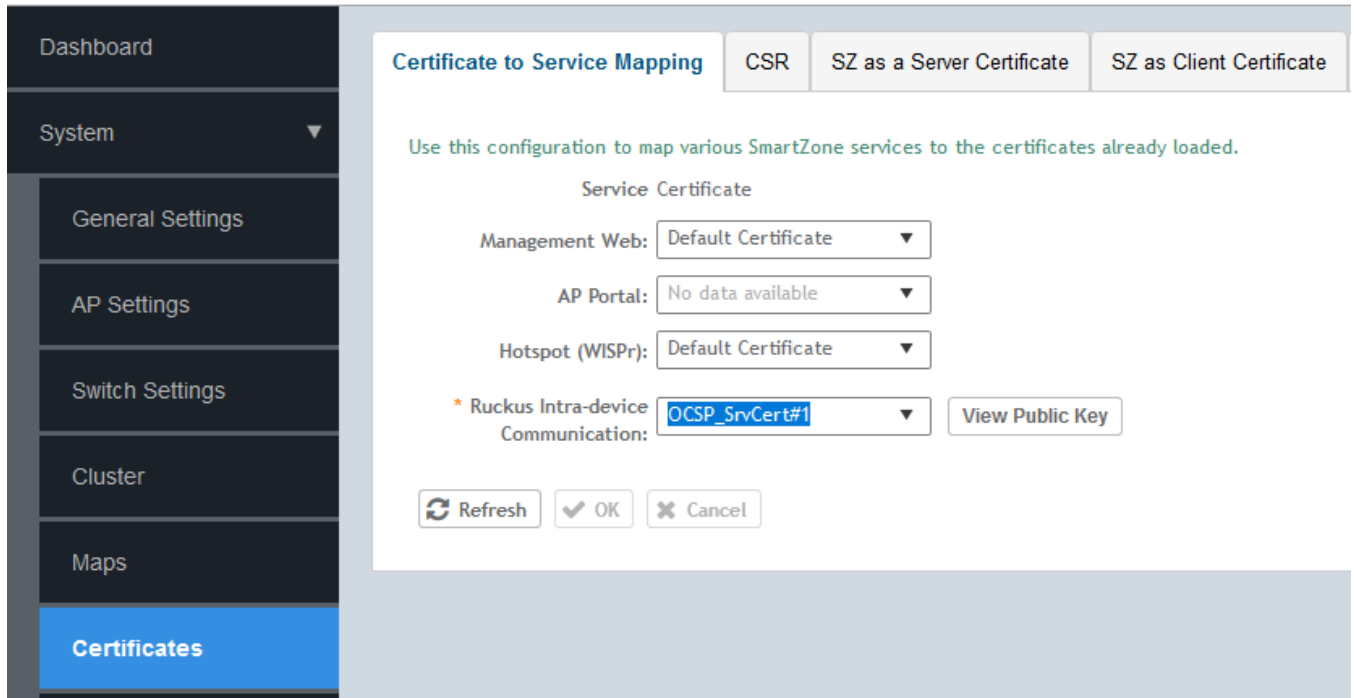 Dashboard
System
General Settings
AP Settings
Switch Settings
Cluster
Maps
Certificates
Certificate to Service Mapping
CSR
SZ as a Server Certificate
SZ as Client Certificate
Use this configuration to map various SmartZone services to the certificates already loaded.
Service Certificate
Management Web: Default Certificate
AP Portal: No data available
Hotspot (WISPr): Default Certificate
* Ruckus Intra-device
Communication:
OCSP_SrvCert#1
View Public Key
Refresh
OK
Cancel